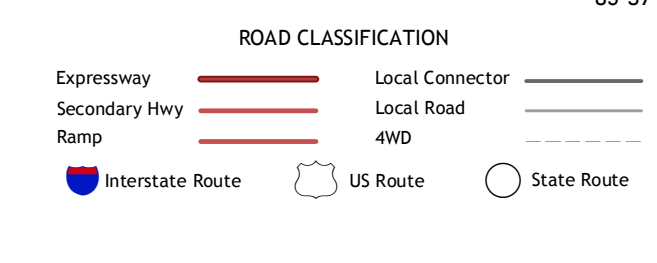 ROAD CLASSIFICATION
Expressway
Local Connector
Secondary Hwy
Local Road
Ramp
4WD
Interstate Route
US Route
State Route